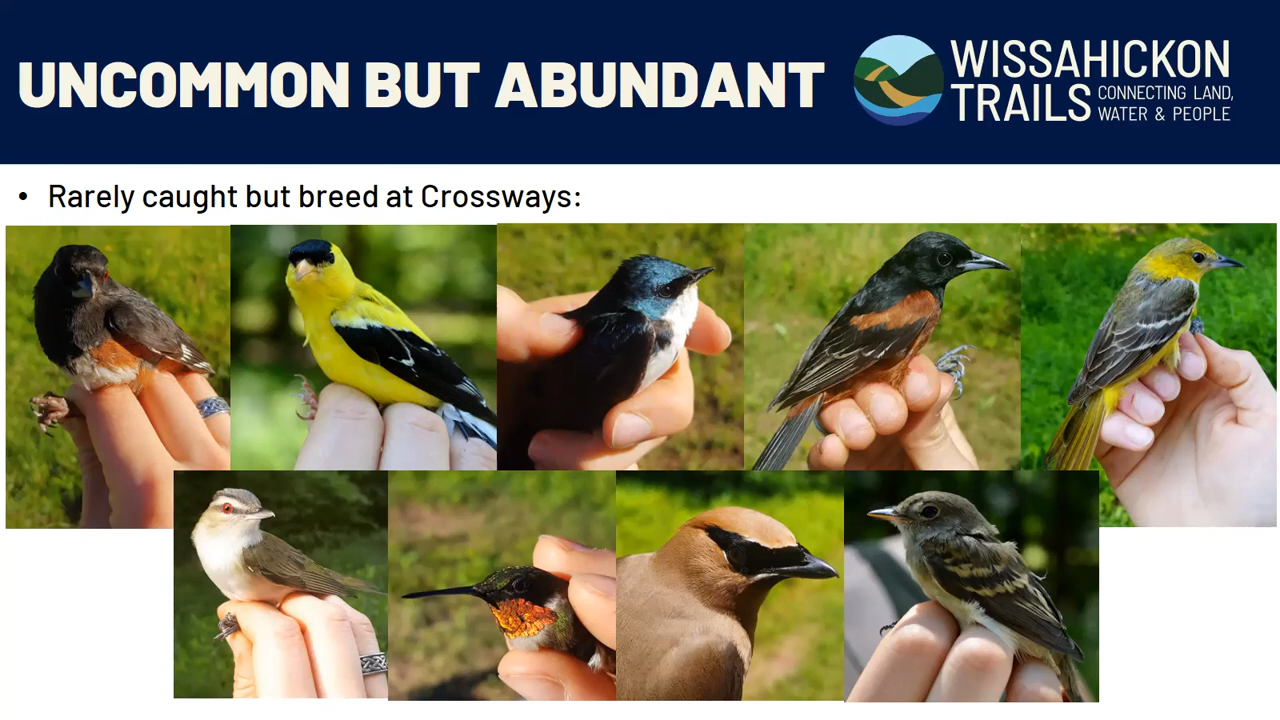 UNCOMMON BUT ABUNDANT
WISSAHICKON
TRAILS
CONNECTING LAND,
WATER & PEOPLE
• Rarely caught but breed at Crossways: